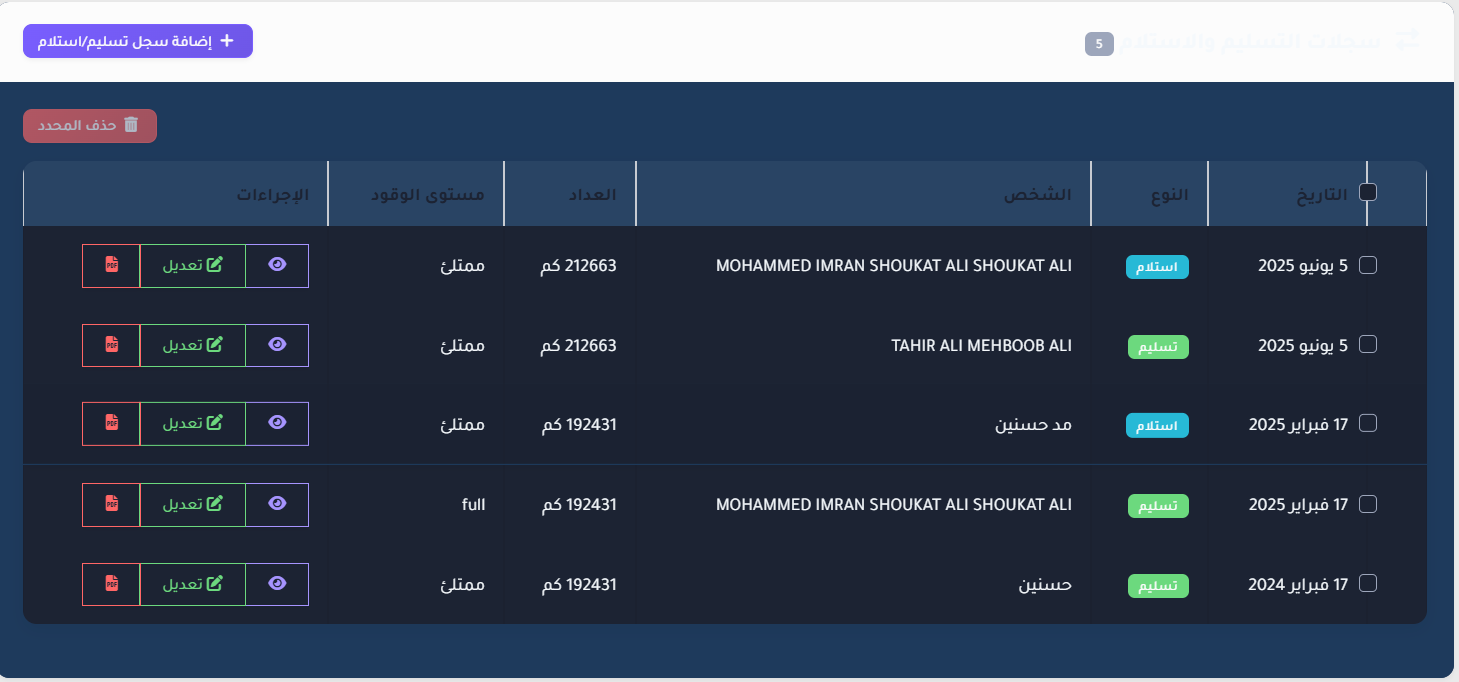 سجلات التسليم والاستلام 5
إضافة سجل تسليم/استلام
حذف المحدد
التاريخ النوع الشخص العداد مستوى الوقود الإجراءات
5 يونيو 2025 استلام MOHAMMED IMRAN SHOUKAT ALI SHOUKAT ALI 212663 كم ممتلئ تعديل PDF
5 يونيو 2025 تسليم TAHIR ALI MEHBOOB ALI 212663 كم ممتلئ تعديل PDF
17 فبراير 2025 استلام مد حسنين 192431 كم ممتلئ تعديل PDF
17 فبراير 2025 تسليم MOHAMMED IMRAN SHOUKAT ALI SHOUKAT ALI 192431 كم full تعديل PDF
17 فبراير 2024 تسليم حسنين 192431 كم ممتلئ تعديل PDF